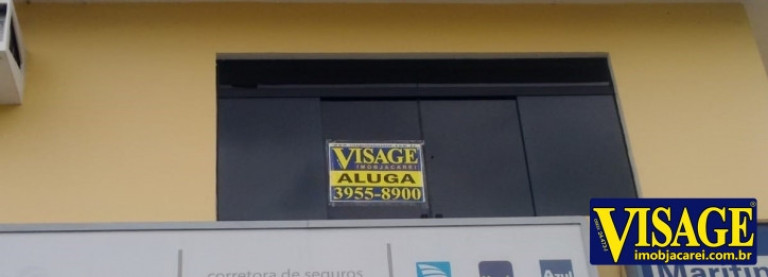 VISAGE
IMOBJACAREI
ALUGA
3955-8900
corretora de seguros
Azul
VISAGE
imobjacarei.com.br